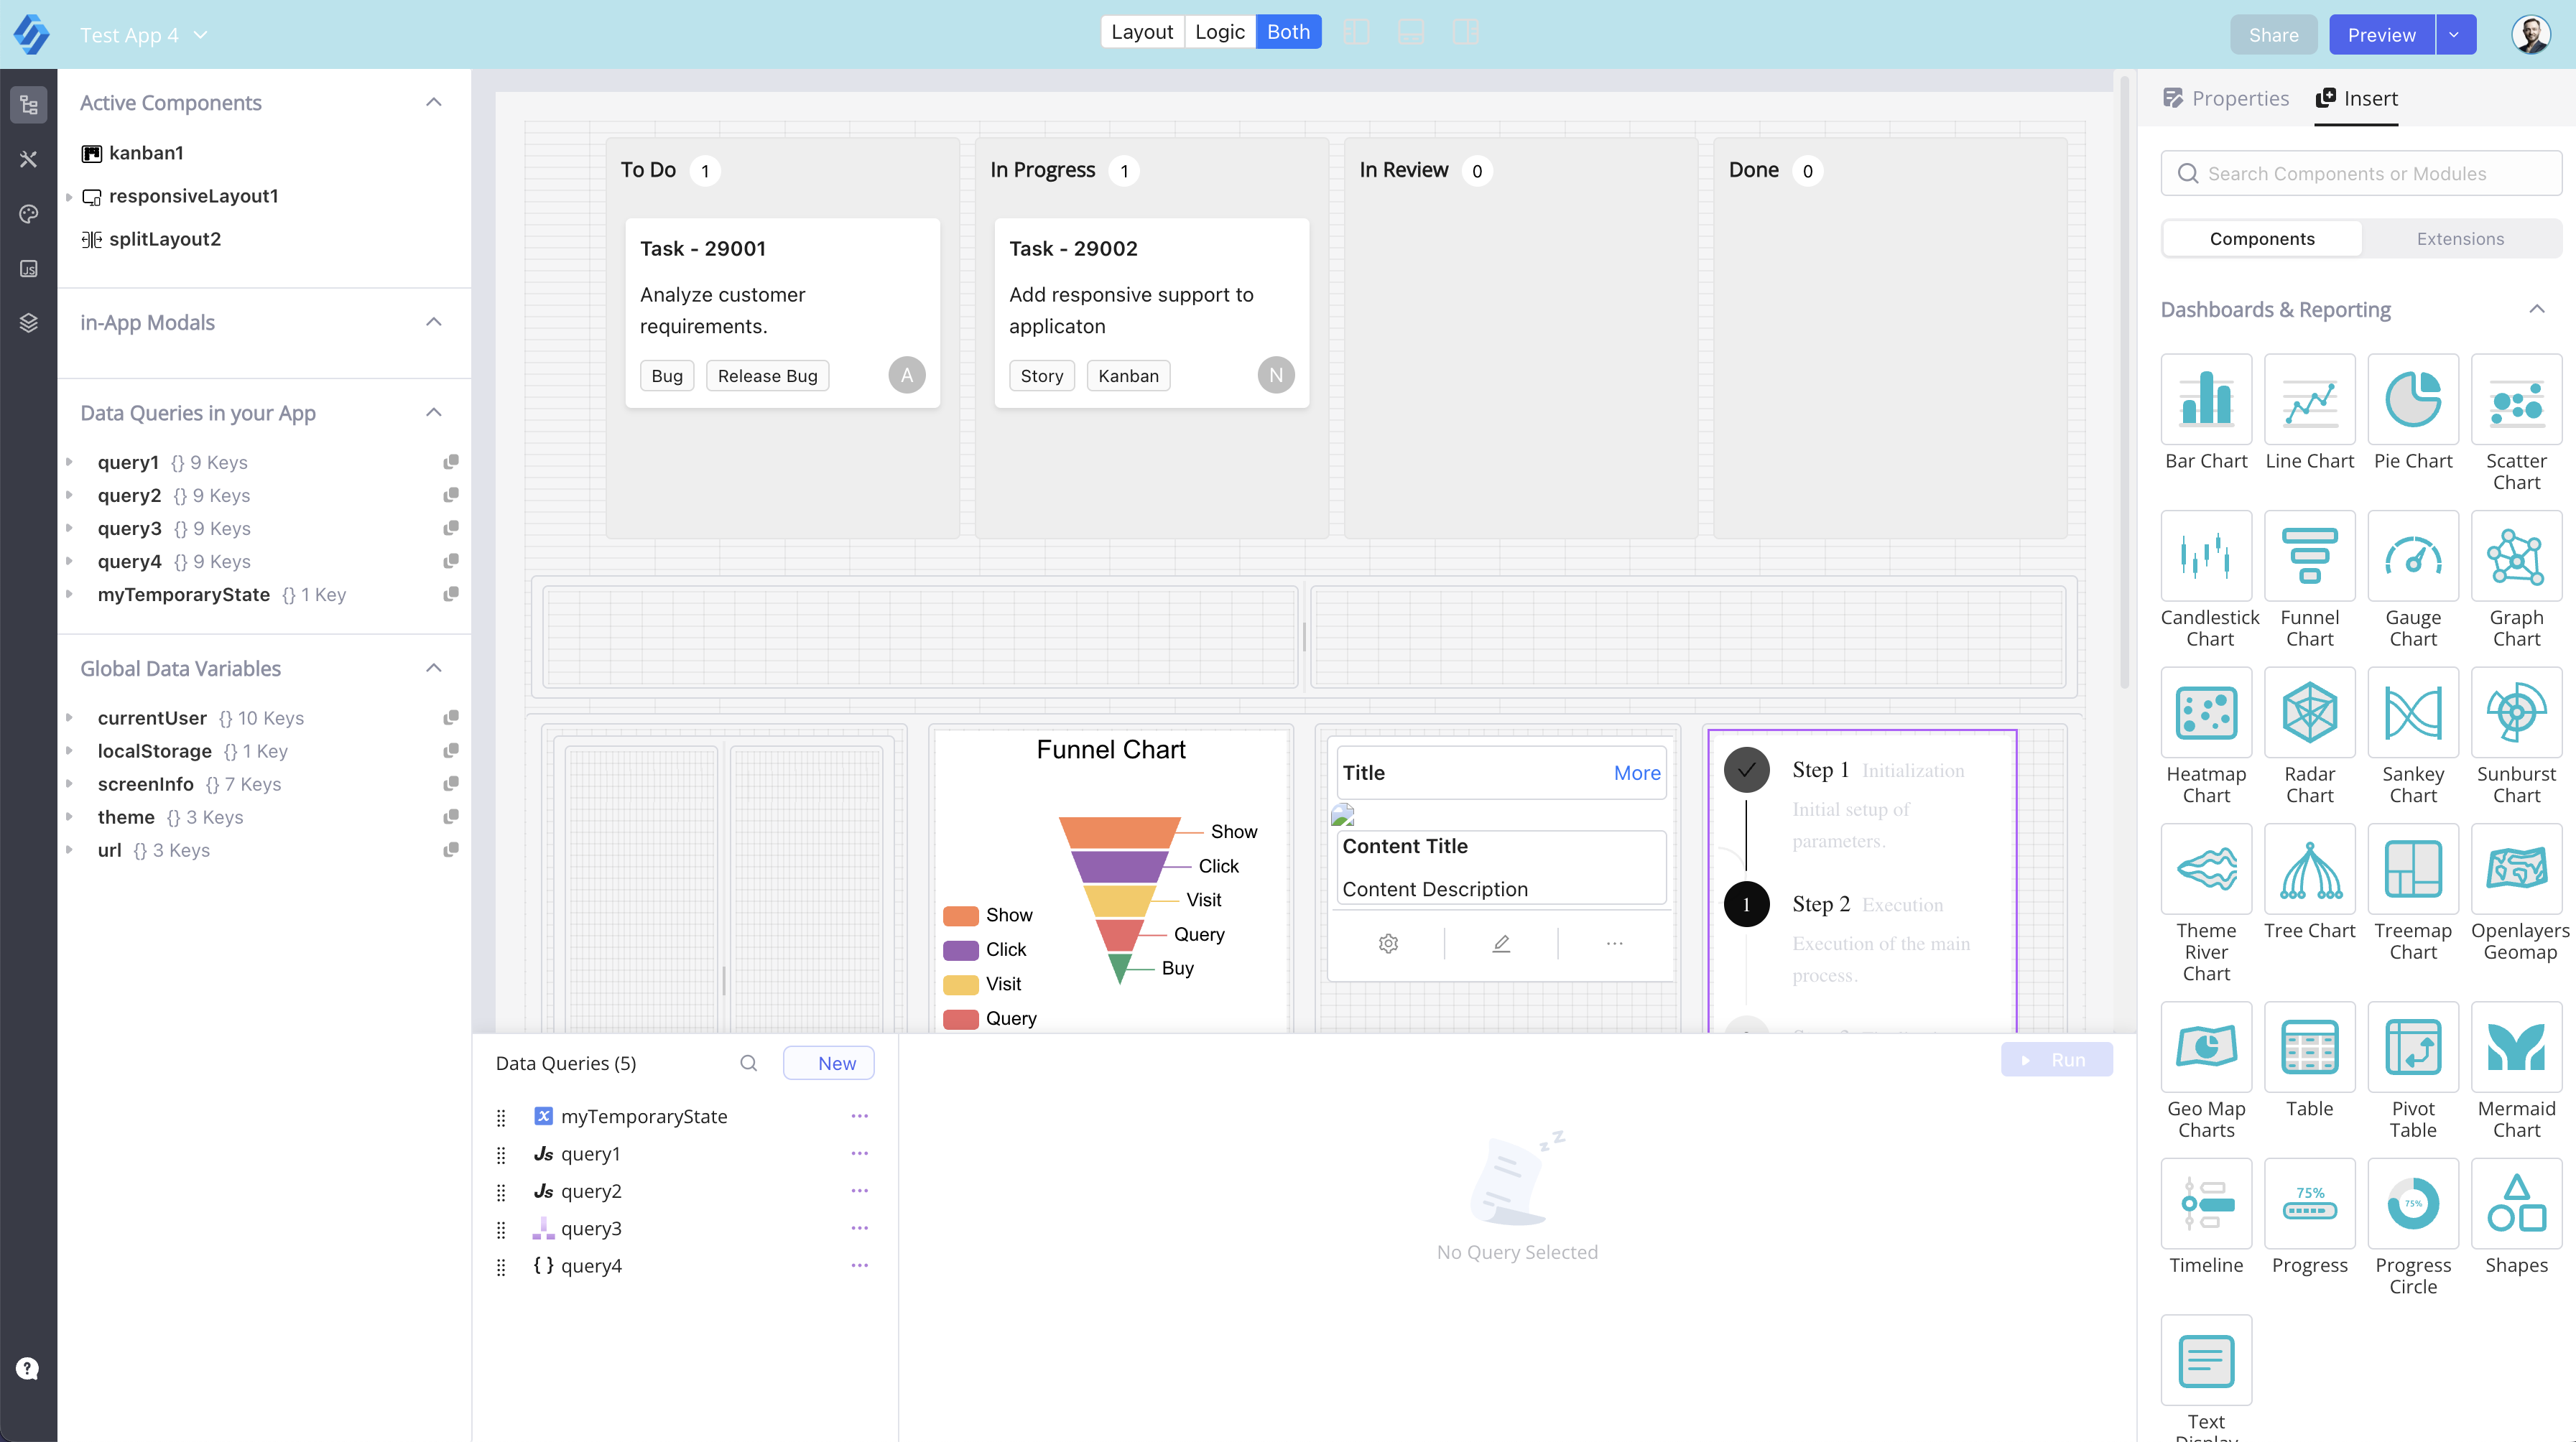 Test App 4
Layout
Logic
Both
Share
Preview
Active Components
kanban1
responsiveLayout1
splitLayout2
in-App Modals
Data Queries in your App
query1 {} 9 Keys
query2 {} 9 Keys
query3 {} 9 Keys
query4 {} 9 Keys
myTemporaryState {} 1 Key
Global Data Variables
currentUser {} 10 Keys
localStorage {} 1 Key
screenInfo {} 7 Keys
theme {} 3 Keys
url {} 3 Keys
To Do 1
Task - 29001
Analyze customer
requirements.
Bug
Release Bug
A
In Progress 1
Task - 29002
Add responsive support to
applicaton
Story
Kanban
N
In Review 0
Done 0
Funnel Chart
Show
Click
Visit
Query
Buy
Show
Click
Visit
Query
Title
More
Content Title
Content Description
Step 1 Initialization
Initial setup of
parameters.
1
Step 2 Execution
Execution of the main
process.
Data Queries (5)
New
myTemporaryState
Js query1
Js query2
query3
{ } query4
Run
z z
No Query Selected
Properties
Insert
Search Components or Modules
Components
Extensions
Dashboards & Reporting
Bar Chart
Line Chart
Pie Chart
Scatter
Chart
Candlestick
Chart
Funnel
Chart
Gauge
Chart
Graph
Chart
Heatmap
Chart
Radar
Chart
Sankey
Chart
Sunburst
Chart
Theme
River
Chart
Tree Chart
Treemap
Chart
Openlayers
Geomap
Geo Map
Charts
Table
Pivot
Table
Mermaid
Chart
Timeline
75%
Progress
75%
Progress
Circle
Shapes
Text